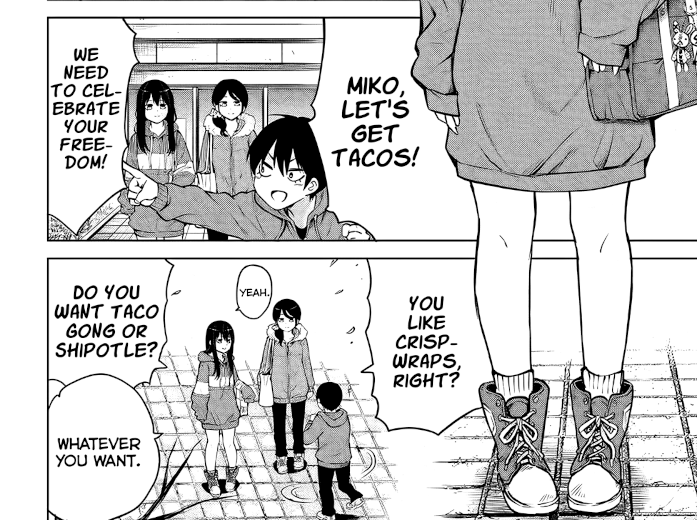 MIKO,
LET'S
GET
TACOS!
WE
NEED
TO CEL-
EBRATE
YOUR
FREE-
DOM!
YOU
LIKE
CRISP-
WRAPS,
RIGHT?
YEAH.
DO YOU
WANT TACO
GONG OR
SHIPOTLE?
WHATEVER
YOU WANT.